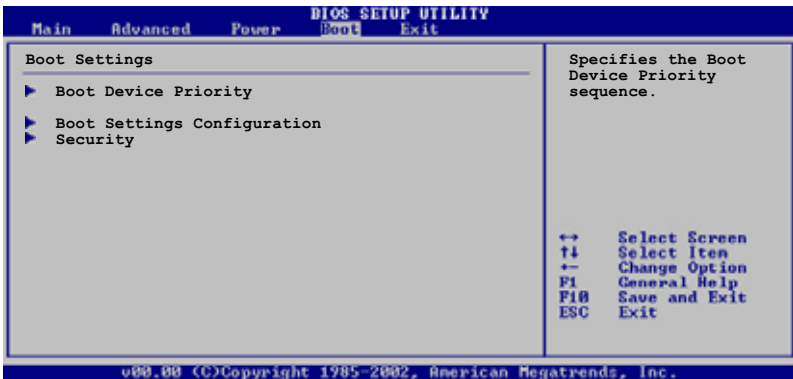 BIOS SETUP UTILITY
Main Advanced Power Boot Exit
Boot Settings
Boot Device Priority
Boot Settings Configuration
Security
Specifies the Boot
Device Priority
sequence.
↔ Select Screen
↑↓ Select Item
+- Change Option
F1 General Help
F10 Save and Exit
ESC Exit
v00.00 (C)Copyright 1985-2002, American Megatrends, Inc.